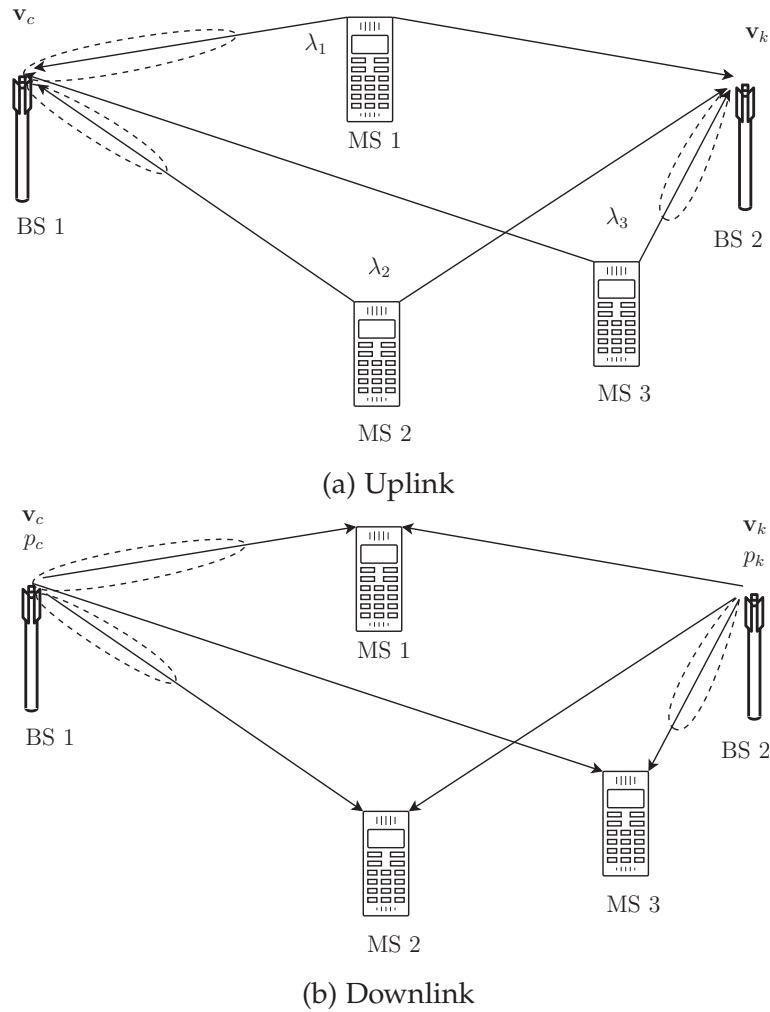 𝐯_c
λ_1
𝐯_k
MS 1
BS 1
λ_3
BS 2
λ_2
MS 3
MS 2
(a) Uplink
𝐯_c
p_c
𝐯_k
p_k
MS 1
BS 1
BS 2
MS 3
MS 2
(b) Downlink